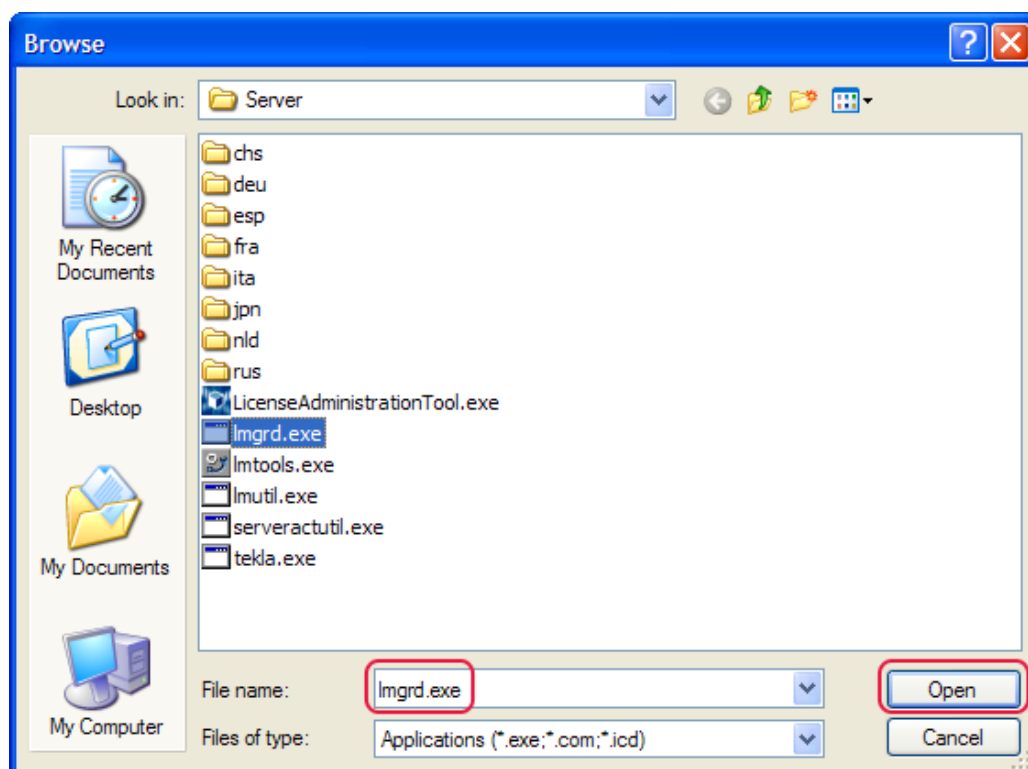 Browse
Look in: Server
chs
deu
esp
fra
ita
jpn
nld
rus
LicenseAdministrationTool.exe
lmgrd.exe
lmtools.exe
lmutil.exe
serveractutil.exe
tekla.exe
My Recent
Documents
Desktop
My Documents
My Computer
File name: lmgrd.exe Open
Files of type: Applications (*.exe;*.com;*.icd) Cancel